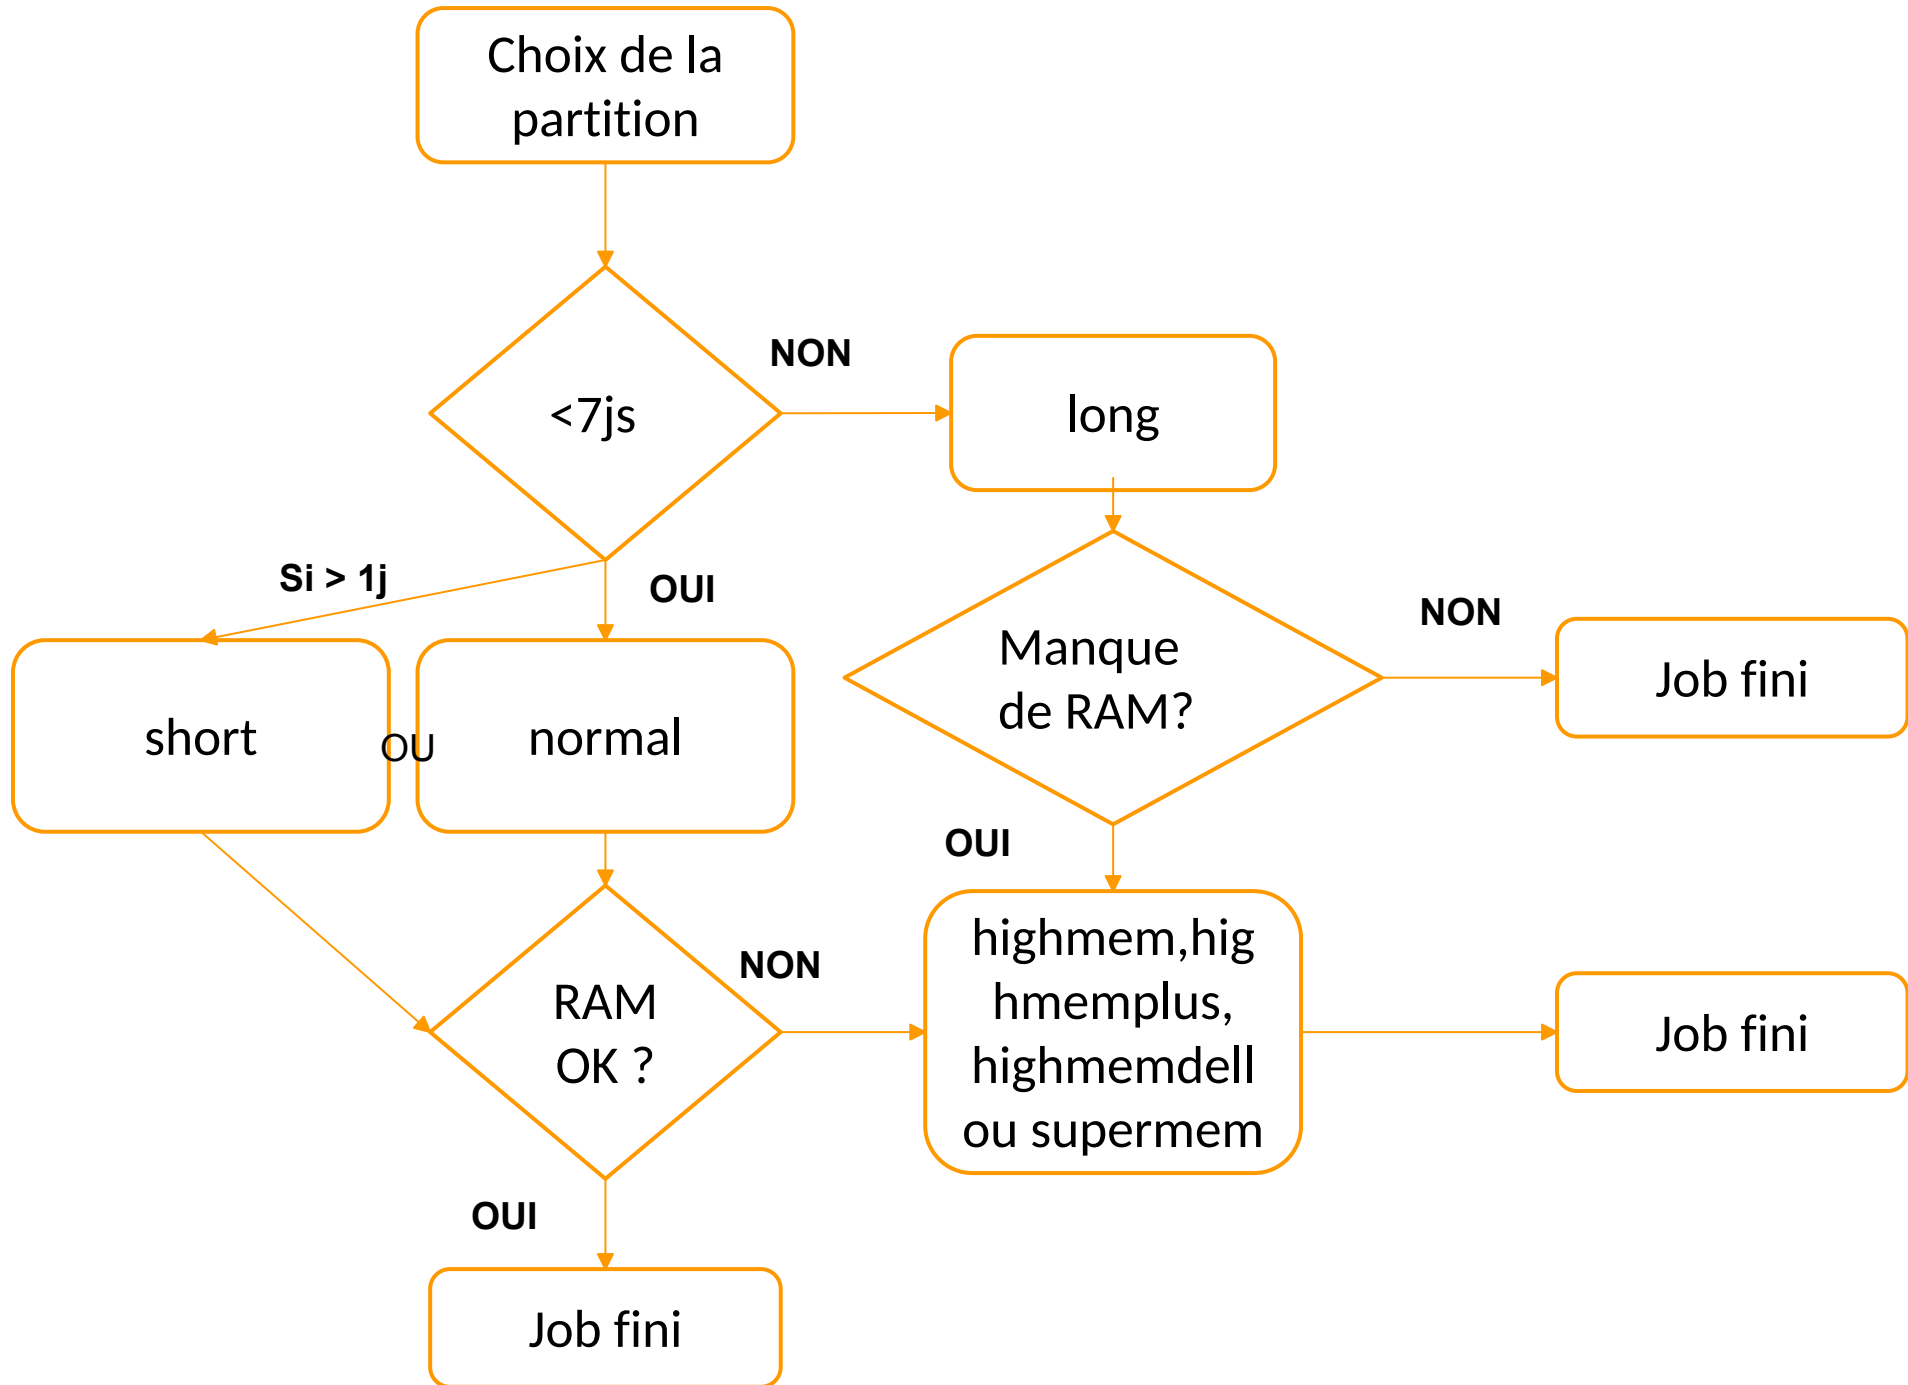 Choix de la
partition
<7js
NON
long
Si > 1j
OUI
short
OU
normal
Manque
de RAM?
NON
Job fini
OUI
RAM
OK ?
NON
highmem,hig
hmemplus,
highmemdell
ou supermem
Job fini
OUI
Job fini